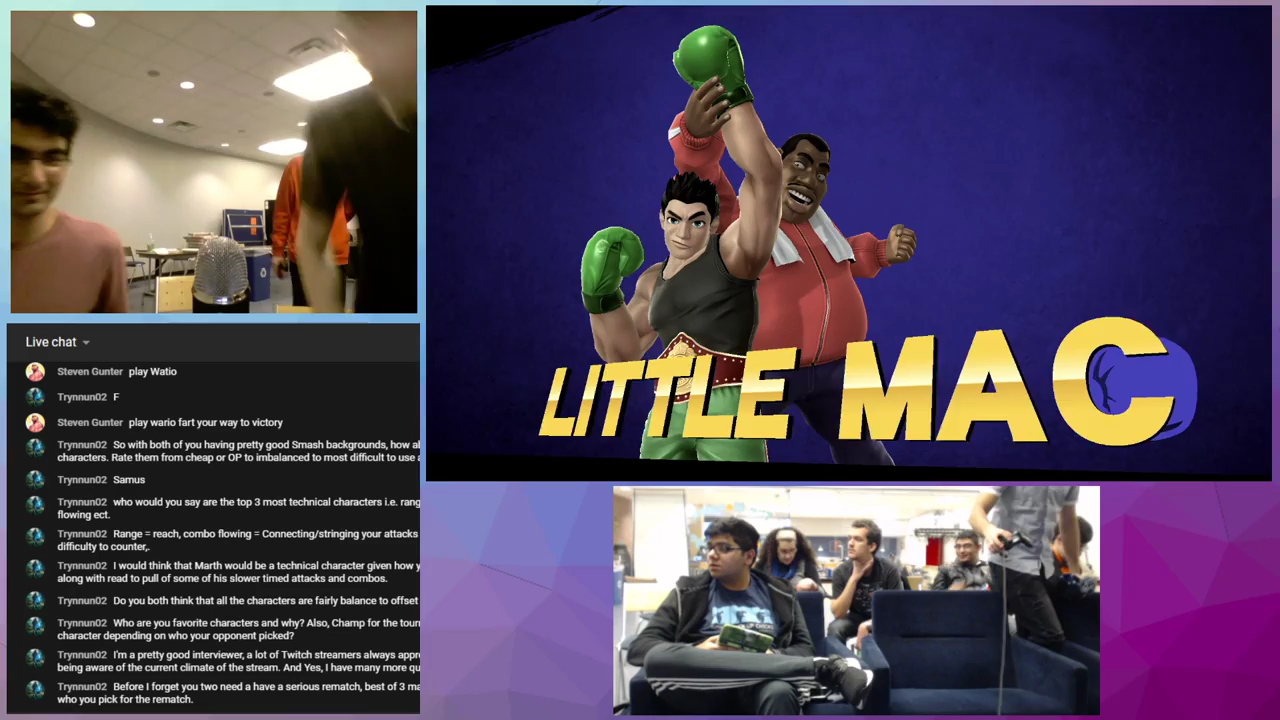 Live chat
Steven Gunter play Watio
Trynnun02 F
Steven Gunter play wario fart your way to victory
Trynnun02 So with both of you having pretty good Smash backgrounds, how al
characters. Rate them from cheap or OP to imbalanced to most difficult to use a
Trynnun02 Samus
Trynnun02 who would you say are the top 3 most technical characters i.e. rang
flowing ect.
Trynnun02 Range = reach, combo flowing = Connecting/stringing your attacks
difficulty to counter,.
Trynnun02 I would think that Marth would be a technical character given how y
along with read to pull of some of his slower timed attacks and combos.
Trynnun02 Do you both think that all the characters are fairly balance to offset
Trynnun02 Who are you favorite characters and why? Also, Champ for the tour
character depending on who your opponent picked?
Trynnun02 I'm a pretty good interviewer, a lot of Twitch streamers always appr
being aware of the current climate of the stream. And Yes, I have many more qu
Trynnun02 Before I forget you two need a have a serious rematch, best of 3 ma
who you pick for the rematch.
LITTLE MAC